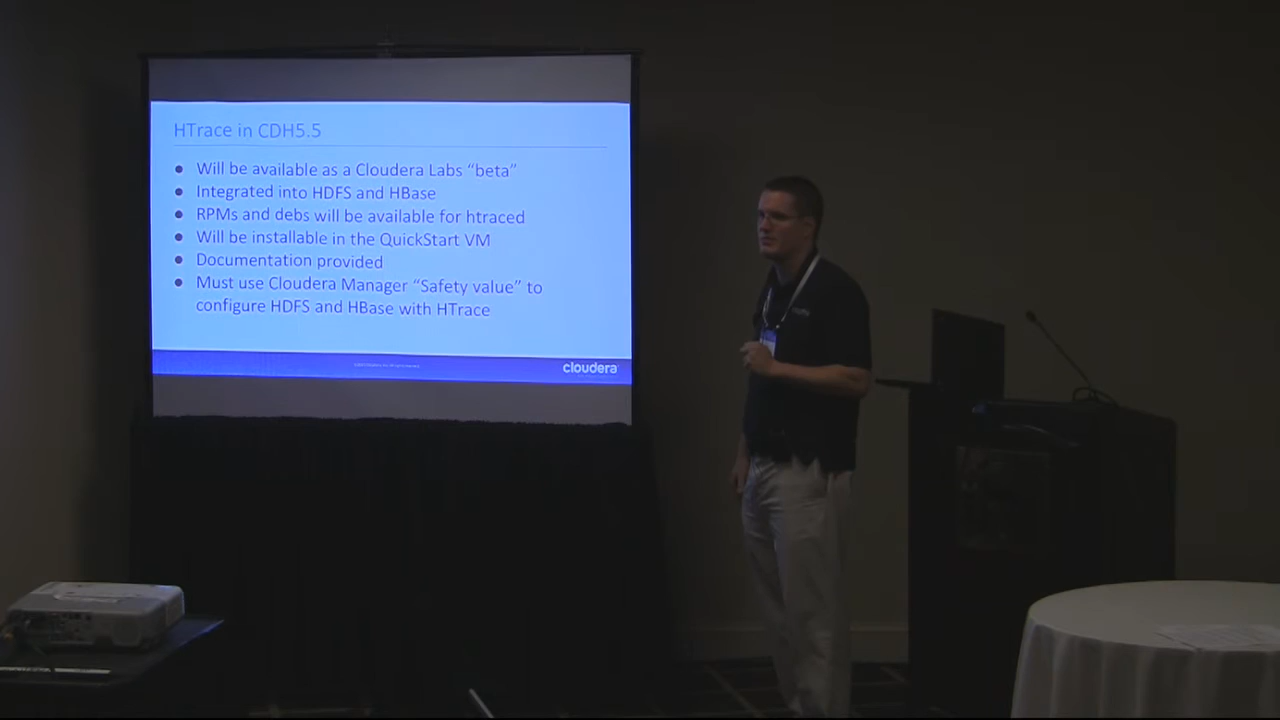 HTrace in CDH5.5
● Will be available as a Cloudera Labs “beta”
● Integrated into HDFS and HBase
● RPMs and debs will be available for htraced
● Will be installable in the QuickStart VM
● Documentation provided
● Must use Cloudera Manager “Safety value” to
configure HDFS and HBase with HTrace
cloudera